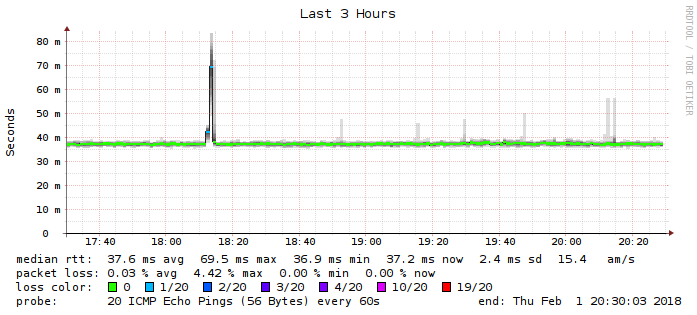 Last 3 Hours
RRDTOOL / TOBI OETIKER
Seconds
80 m
70 m
60 m
50 m
40 m
30 m
20 m
10 m
0
17:40 18:00 18:20 18:40 19:00 19:20 19:40 20:00 20:20
median rtt: 37.6 ms avg 69.5 ms max 36.9 ms min 37.2 ms now 2.4 ms sd 15.4 am/s
packet loss: 0.03 % avg 4.42 % max 0.00 % min 0.00 % now
loss color: 0 1/20 2/20 3/20 4/20 10/20 19/20
probe: 20 ICMP Echo Pings (56 Bytes) every 60s end: Thu Feb 1 20:30:03 2018